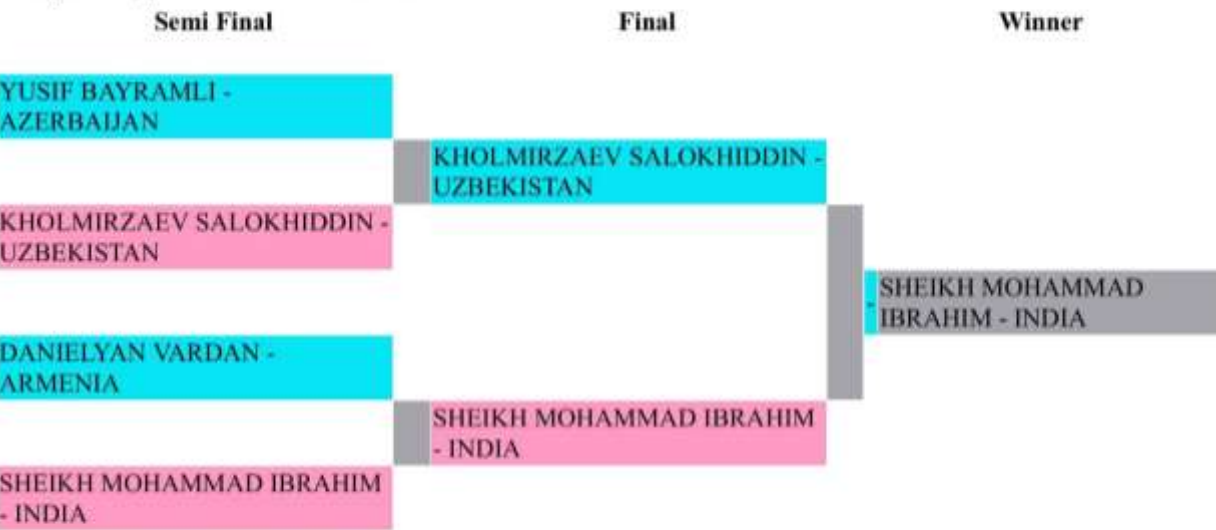 Semi Final
Final
Winner
YUSIF BAYRAMLİ -
AZERBAIJAN
KHOLMIRZAEV SALOKHIDDIN -
UZBEKISTAN
KHOLMIRZAEV SALOKHIDDIN -
UZBEKISTAN
-
SHEIKH MOHAMMAD
IBRAHIM - INDIA
DANIELYAN VARDAN -
ARMENIA
SHEIKH MOHAMMAD IBRAHIM
- INDIA
SHEIKH MOHAMMAD IBRAHIM
- INDIA